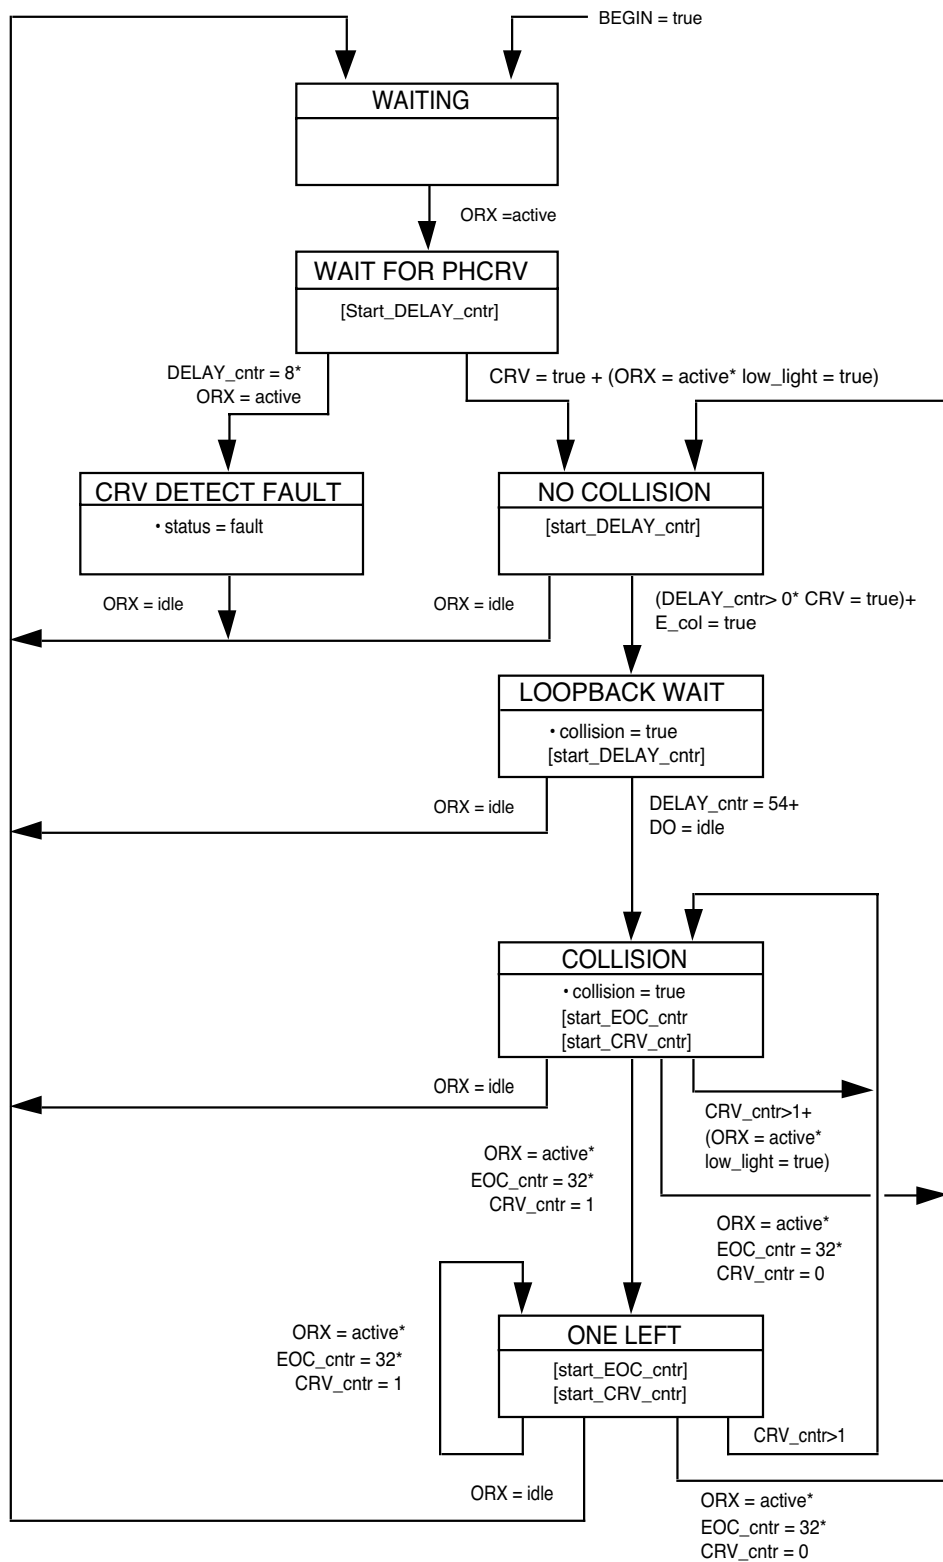 BEGIN = true
WAITING
ORX =active
WAIT FOR PHCRV
[Start_DELAY_cntr]
DELAY_cntr = 8*
ORX = active
CRV = true + (ORX = active* low_light = true)
CRV DETECT FAULT
• status = fault
NO COLLISION
[start_DELAY_cntr]
ORX = idle
ORX = idle
(DELAY_cntr> 0* CRV = true)+
E_col = true
LOOPBACK WAIT
• collision = true
[start_DELAY_cntr]
ORX = idle
DELAY_cntr = 54+
DO = idle
COLLISION
• collision = true
[start_EOC_cntr
[start_CRV_cntr]
ORX = idle
CRV_cntr>1+
(ORX = active*
low_light = true)
ORX = active*
EOC_cntr = 32*
CRV_cntr = 1
ORX = active*
EOC_cntr = 32*
CRV_cntr = 0
ORX = active*
EOC_cntr = 32*
CRV_cntr = 1
ONE LEFT
[start_EOC_cntr]
[start_CRV_cntr]
CRV_cntr>1
ORX = idle
ORX = active*
EOC_cntr = 32*
CRV_cntr = 0